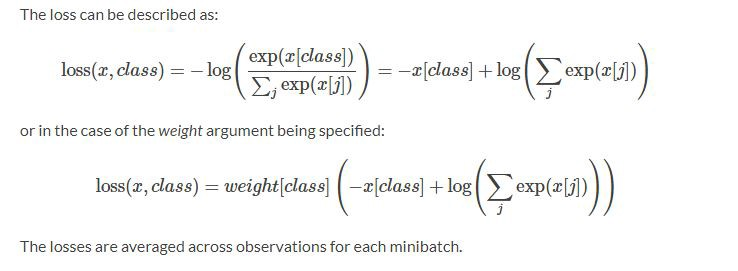 The loss can be described as:
loss(x, class) = −log(exp(x[class]) / ∑_j exp(x[j])) = −x[class] + log(∑_j exp(x[j]))
or in the case of the weight argument being specified:
loss(x, class) = weight[class](−x[class] + log(∑_j exp(x[j])))
The losses are averaged across observations for each minibatch.